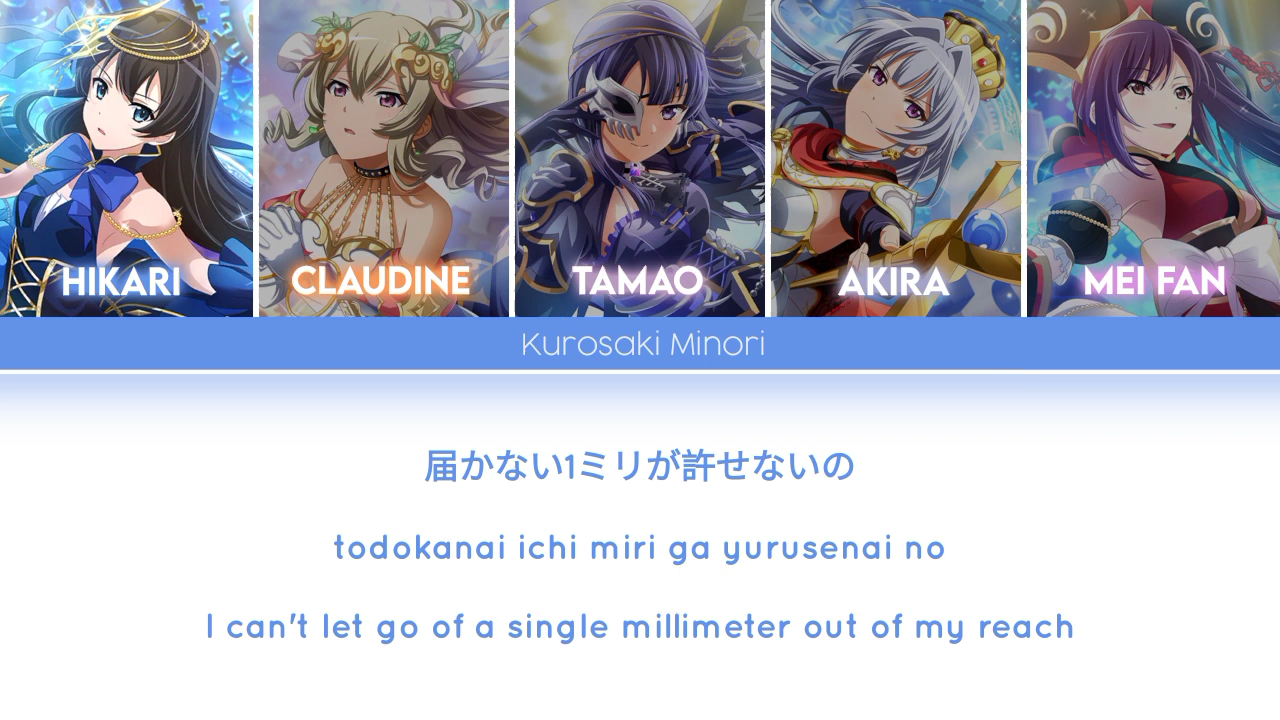 HIKARI
CLAUDINE
TAMAO
AKIRA
MEI FAN
Kurosaki Minori
届かない1ミリが許せないの
todokanai ichi miri ga yurusenai no
I can't let go of a single millimeter out of my reach